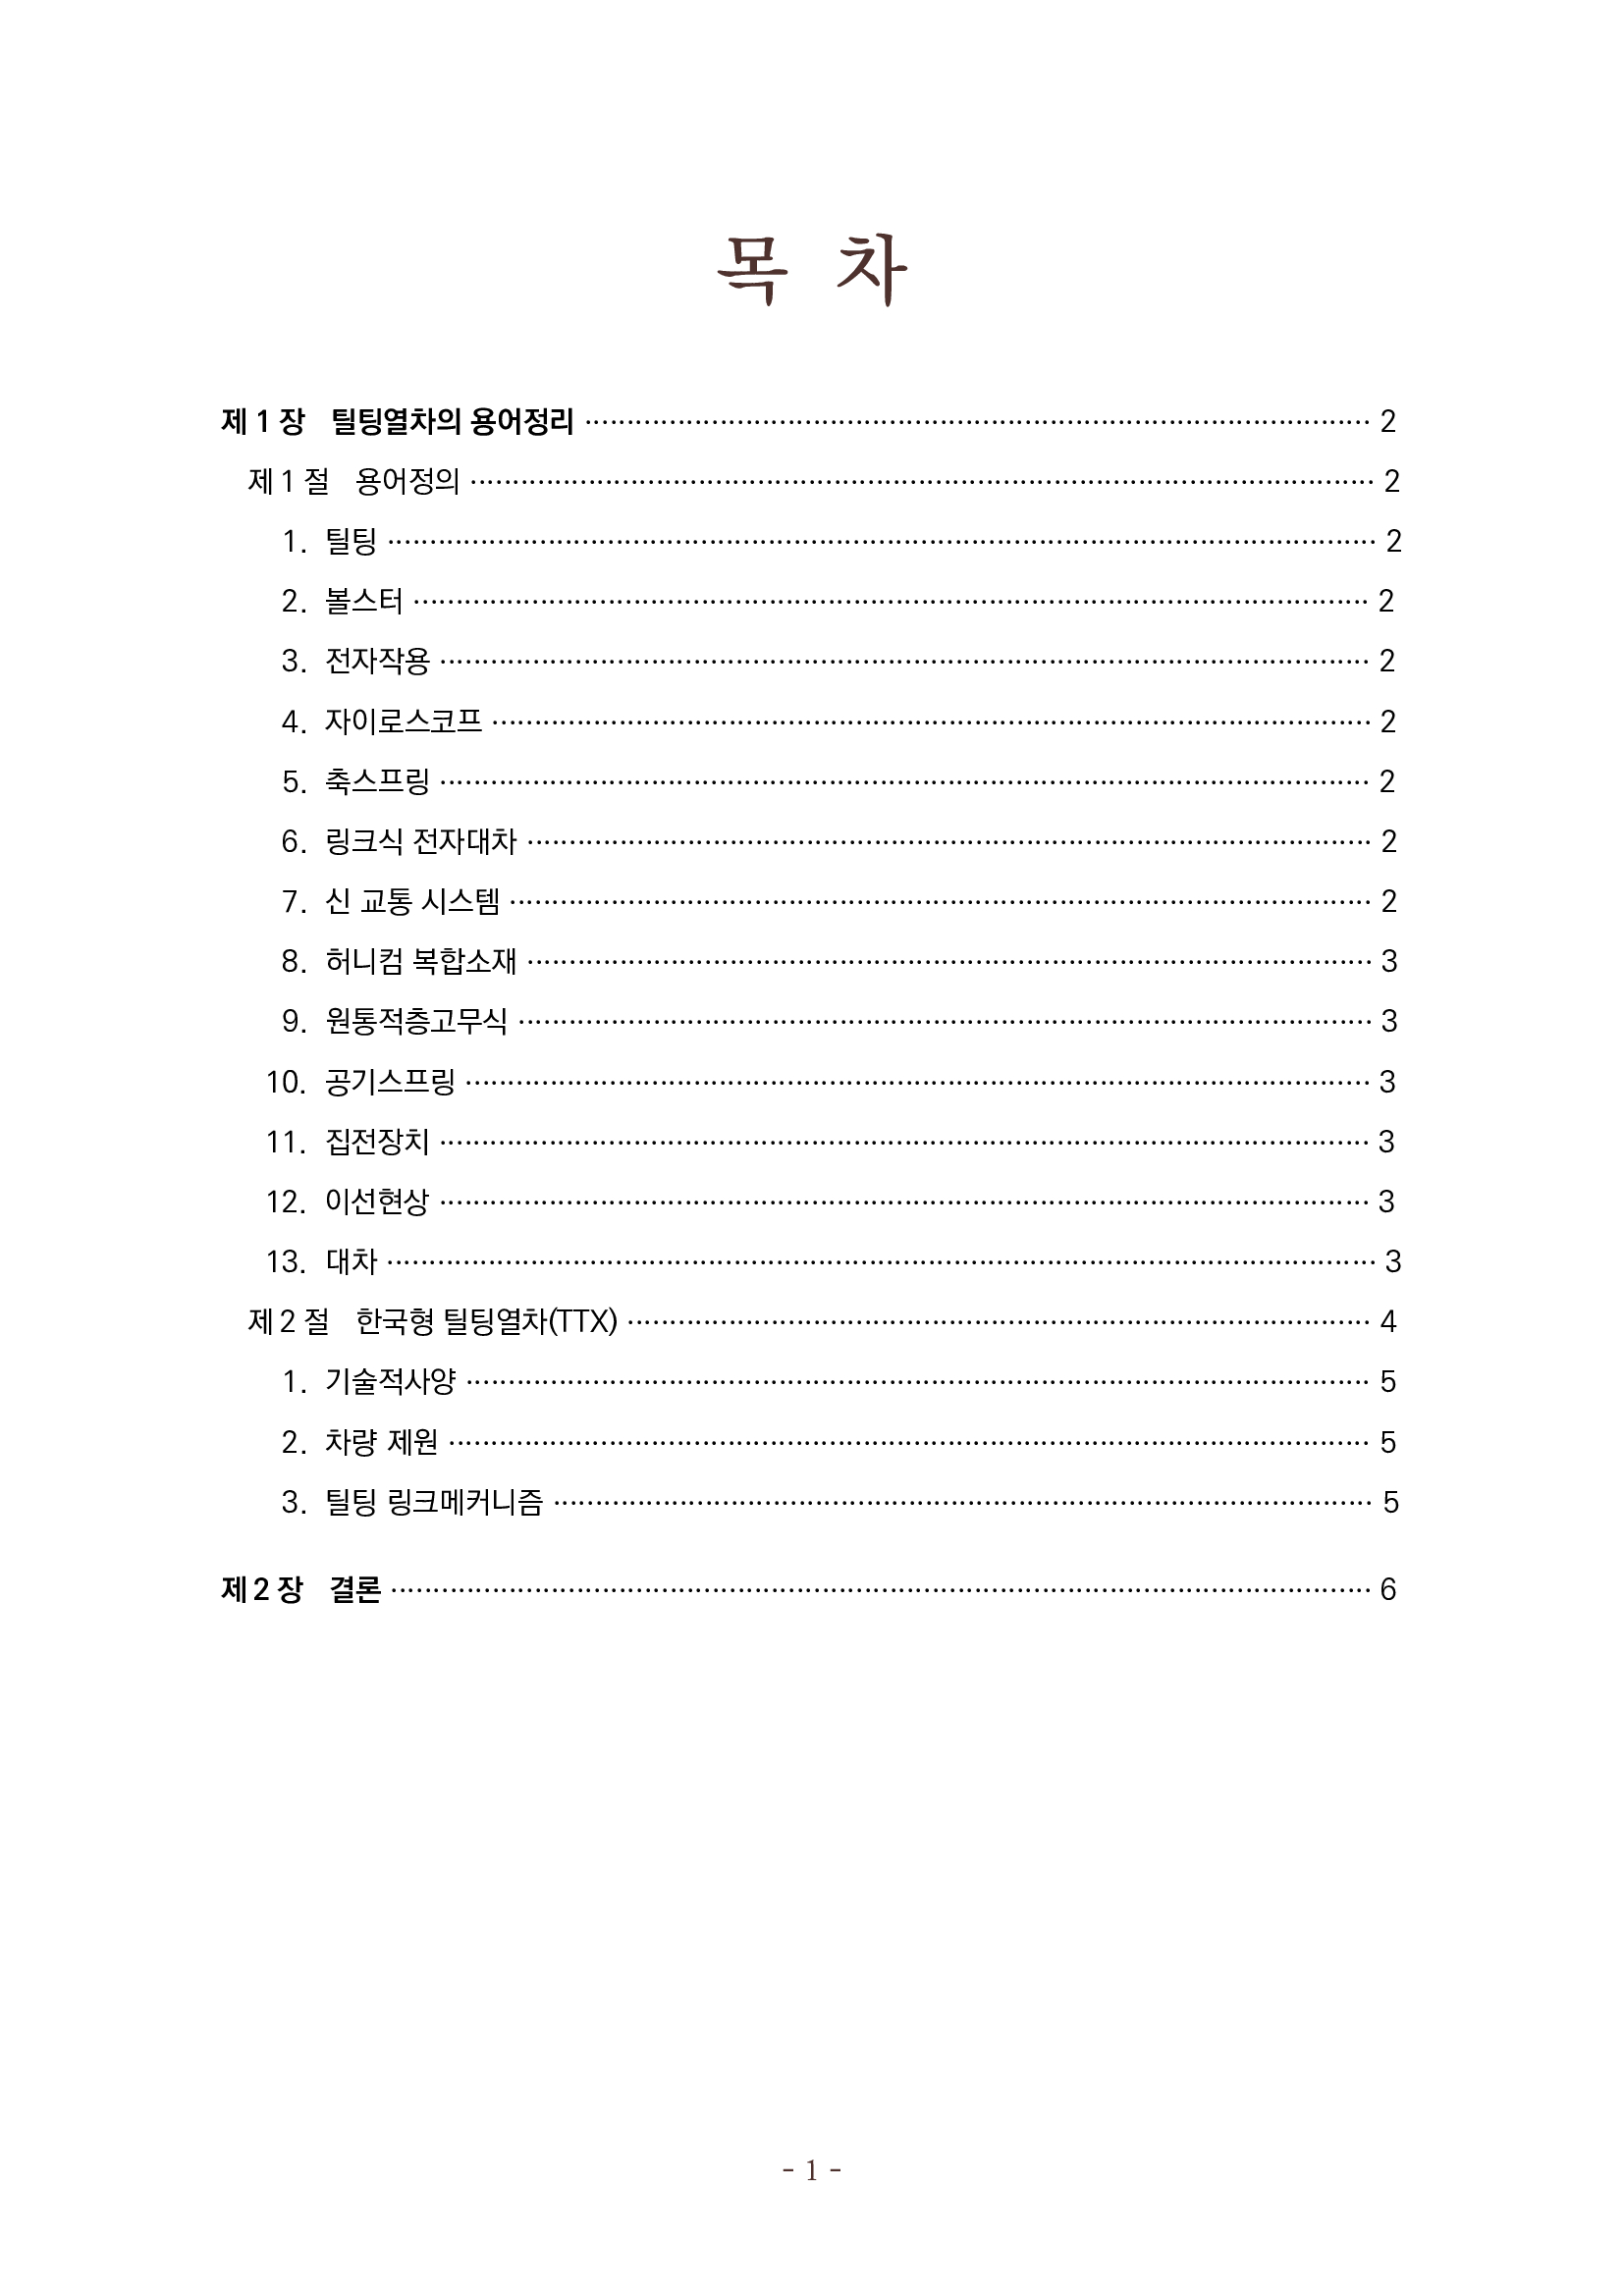 목 차
제 1 장 틸팅열차의 용어정리 ······························ 2
제 1 절 용어정의 ······························ 2
1. 틸팅 ······························ 2
2. 볼스터 ······························ 2
3. 전자작용 ······························ 2
4. 자이로스코프 ······························ 2
5. 축스프링 ······························ 2
6. 링크식 전자대차 ······························ 2
7. 신 교통 시스템 ······························ 2
8. 허니컴 복합소재 ······························ 3
9. 원통적층고무식 ······························ 3
10. 공기스프링 ······························ 3
11. 집전장치 ······························ 3
12. 이선현상 ······························ 3
13. 대차 ······························ 3
제 2 절 한국형 틸팅열차(TTX) ······························ 4
1. 기술적사양 ······························ 5
2. 차량 제원 ······························ 5
3. 틸팅 링크메커니즘 ······························ 5
제 2 장 결론 ······························ 6
- 1 -